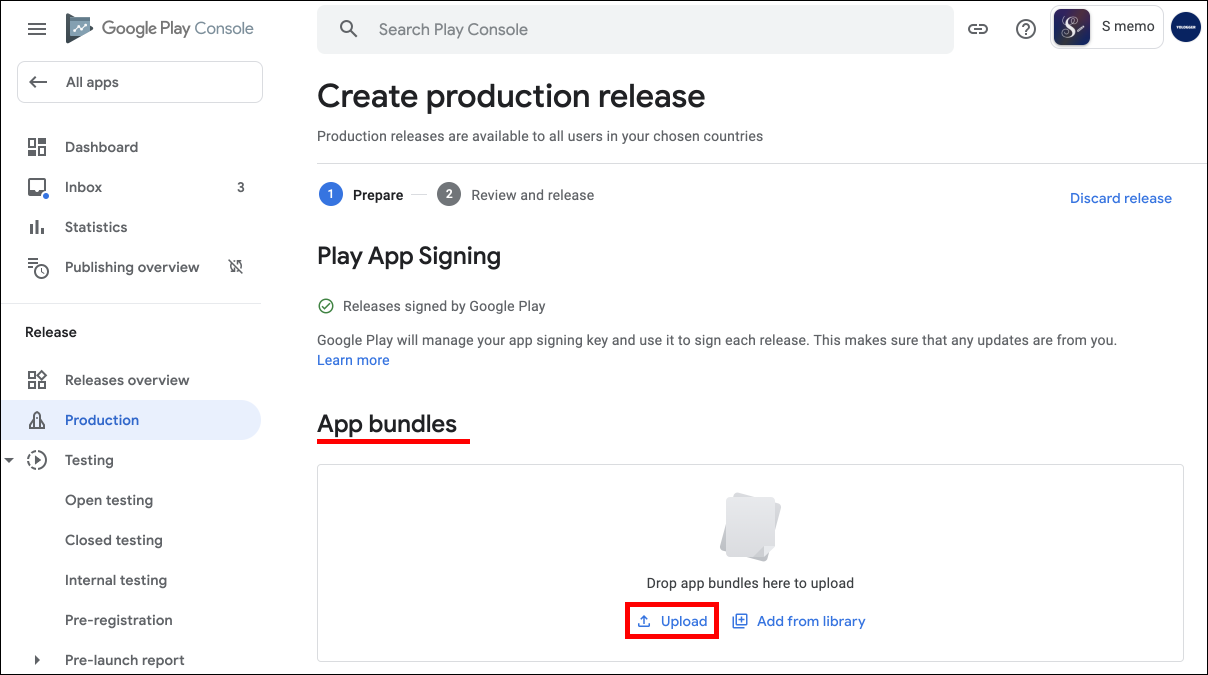 Google Play Console
Search Play Console
S memo
YOLOGGER
All apps
Dashboard
Inbox 3
Statistics
Publishing overview
Release
Releases overview
Production
Testing
Open testing
Closed testing
Internal testing
Pre-registration
Pre-launch report
Create production release
Production releases are available to all users in your chosen countries
1 Prepare 2 Review and release
Discard release
Play App Signing
Releases signed by Google Play
Google Play will manage your app signing key and use it to sign each release. This makes sure that any updates are from you.
Learn more
App bundles
Drop app bundles here to upload
Upload Add from library